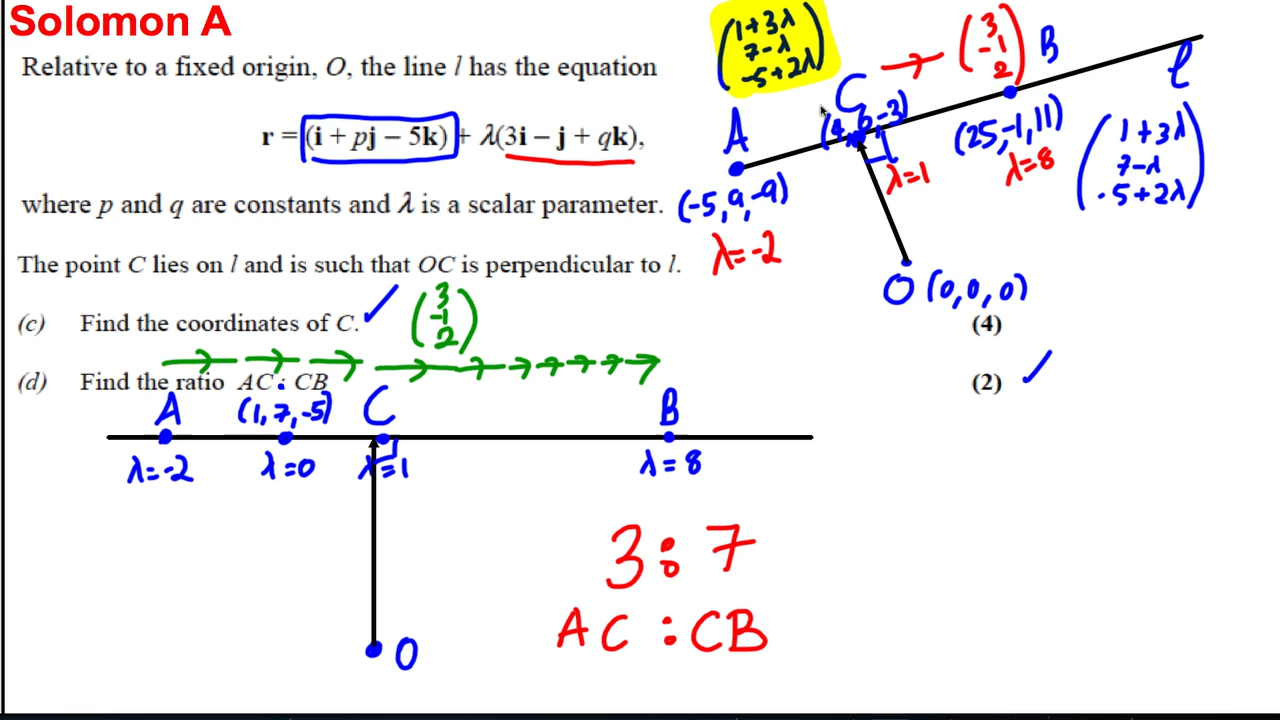 Solomon A
Relative to a fixed origin, O, the line l has the equation
r = (i + pj − 5k) + λ(3i − j + qk),
where p and q are constants and λ is a scalar parameter.
The point C lies on l and is such that OC is perpendicular to l.
(c) Find the coordinates of C. (4)
(d) Find the ratio AC : CB (2)
1+3λ
7-λ
-5+2λ
C
3
-1
2
B
l
A
(4, 6, -3)
(25, -1, 11)
λ=1
λ=8
1+3λ
7-λ
-5+2λ
(-5, 9, -9)
λ=-2
O (0, 0, 0)
3
-1
2
A (1, 7, -5) C B
λ=-2 λ=0 λ=1 λ=8
3 : 7
AC : CB
O